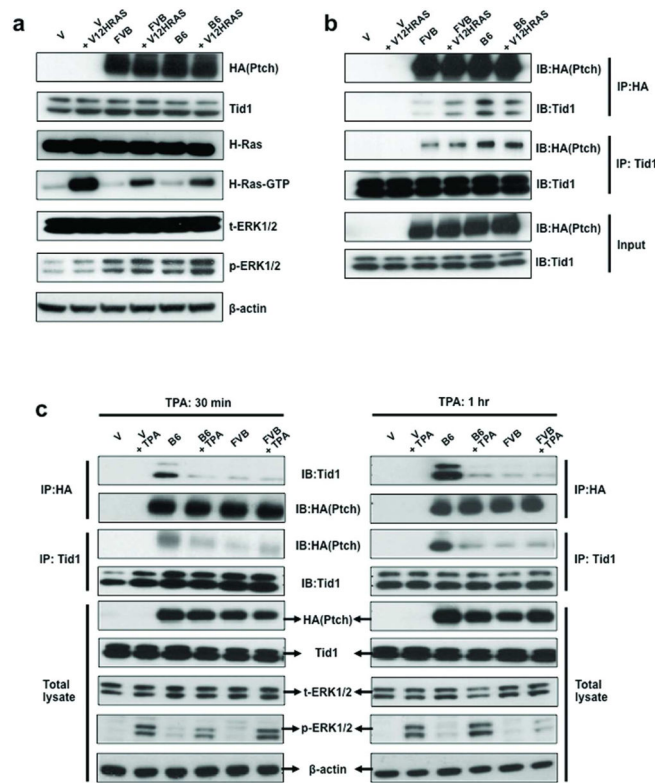 a
V
V + V12HRAS
FVB
FVB + V12HRAS
B6
B6 + V12HRAS
HA(Ptch)
Tid1
H-Ras
H-Ras-GTP
t-ERK1/2
p-ERK1/2
β-actin
b
V
V + V12HRAS
FVB
FVB + V12HRAS
B6
B6 + V12HRAS
IB:HA(Ptch)
IB:Tid1
IP:HA
IB:HA(Ptch)
IB:Tid1
IP: Tid1
IB:HA(Ptch)
IB:Tid1
Input
c
TPA: 30 min
TPA: 1 hr
V
V + TPA
B6
B6 + TPA
FVB
FVB + TPA
V
V + TPA
B6
B6 + TPA
FVB
FVB + TPA
IP:HA
IB:Tid1
IB:HA(Ptch)
IP:HA
IP: Tid1
IB:HA(Ptch)
IB:Tid1
IP: Tid1
Total lysate
HA(Ptch)
Tid1
t-ERK1/2
p-ERK1/2
β-actin
Total lysate